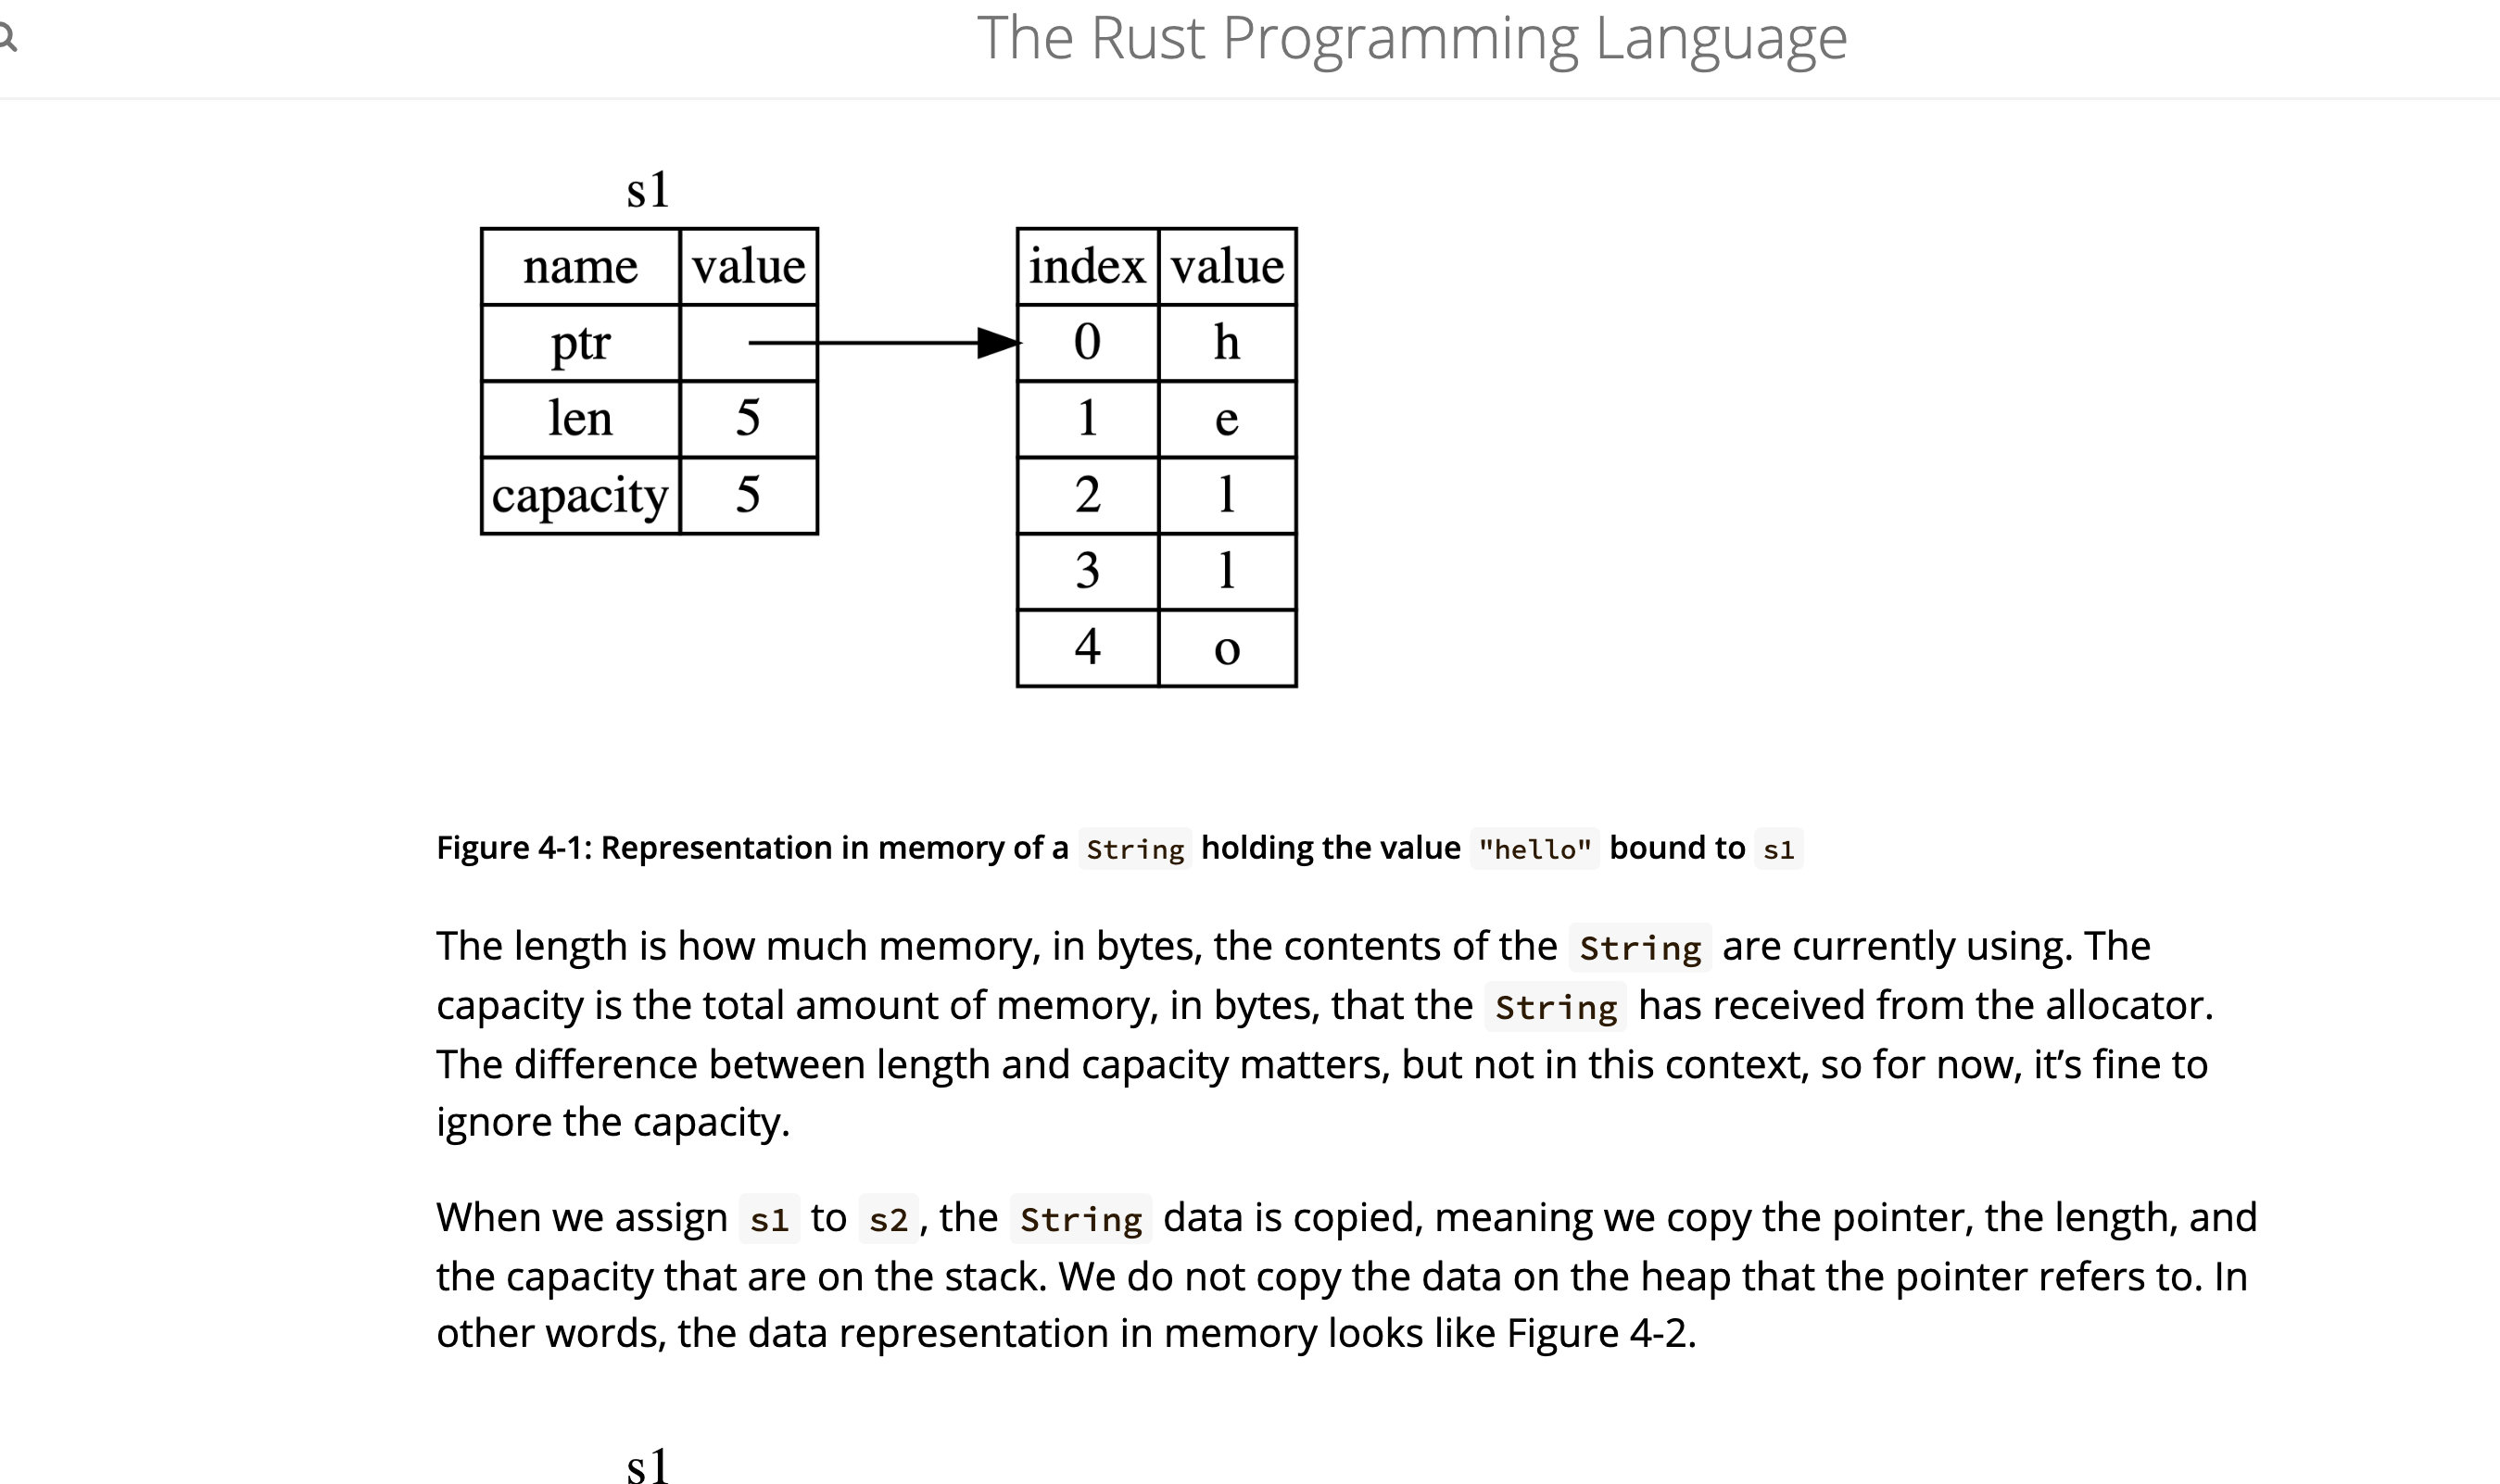 The Rust Programming Language
s1
name value
ptr
len 5
capacity 5
index value
0 h
1 e
2 l
3 l
4 o
Figure 4-1: Representation in memory of a String holding the value "hello" bound to s1
The length is how much memory, in bytes, the contents of the String are currently using. The
capacity is the total amount of memory, in bytes, that the String has received from the allocator.
The difference between length and capacity matters, but not in this context, so for now, it’s fine to
ignore the capacity.
When we assign s1 to s2, the String data is copied, meaning we copy the pointer, the length, and
the capacity that are on the stack. We do not copy the data on the heap that the pointer refers to. In
other words, the data representation in memory looks like Figure 4-2.
s1